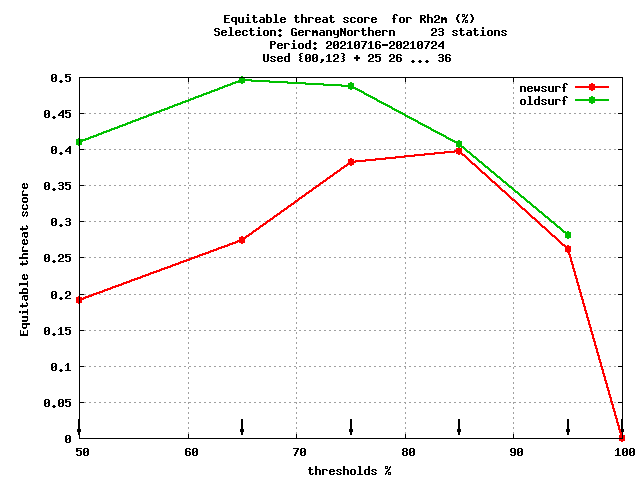 Equitable threat score  for Rh2m (%)
Selection: GermanyNorthern     23 stations
Period: 20210716-20210724
Used {00,12} + 25 26 ... 36
newsurf
oldsurf
0.5
0.45
0.4
0.35
0.3
0.25
0.2
0.15
0.1
0.05
0
Equitable threat score
50 60 70 80 90 100
thresholds %